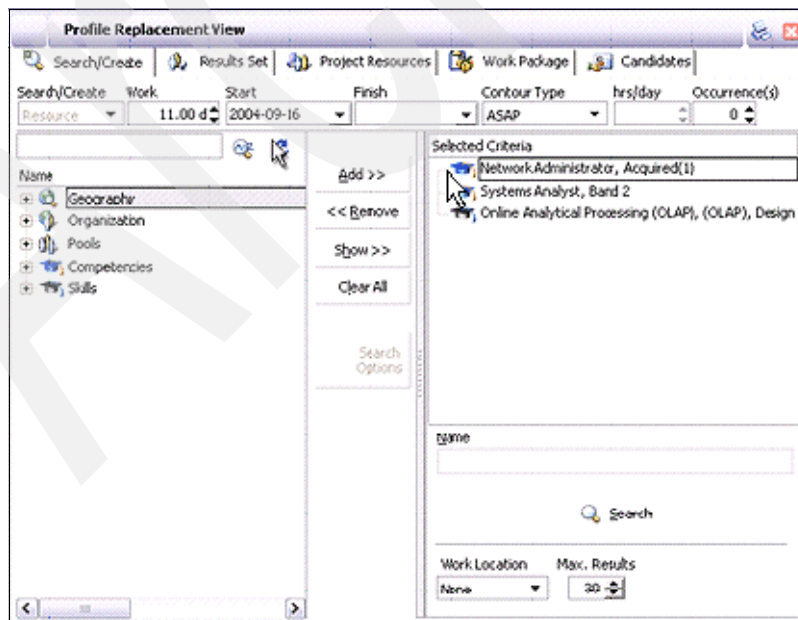 Profile Replacement View
Search/Create Results Set Project Resources Work Package Candidates
Search/Create Work Start Finish Contour Type hrs/day Occurrence(s)
Resource 11.00 d 2004-09-16 ASAP 0
Selected Criteria
Network Administrator, Acquired(1)
Systems Analyst, Band 2
Online Analytical Processing (OLAP), (OLAP), Design
Name
Geography
Organization
Pools
Competencies
Skills
Add >>
<< Remove
Show >>
Clear All
Search
Options
Name
Search
Work Location Max. Results
None 30